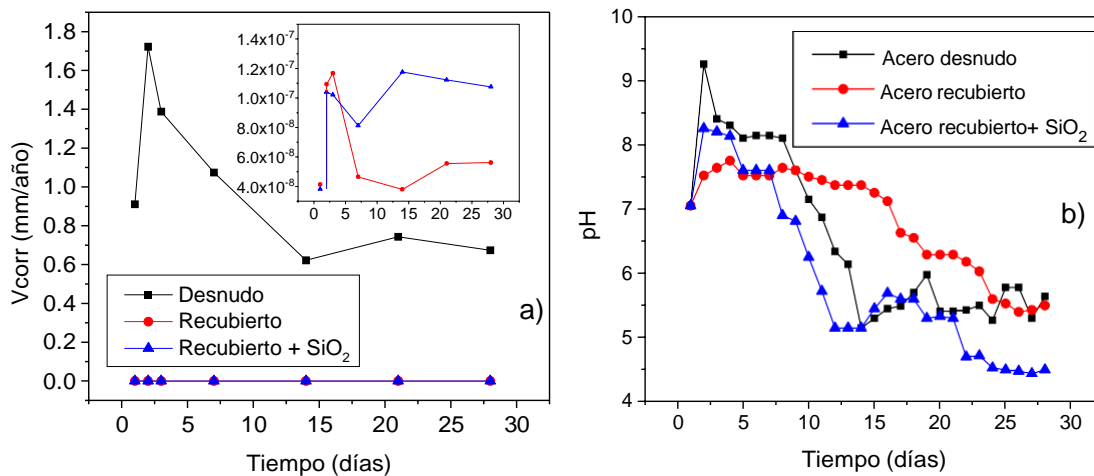 1.8
1.6
1.4
1.2
1.0
0.8
0.6
0.4
0.2
0.0
Vcorr (mm/año)
1.4x10⁻⁷
1.2x10⁻⁷
1.0x10⁻⁷
8.0x10⁻⁸
6.0x10⁻⁸
4.0x10⁻⁸
0 5 10 15 20 25 30
Desnudo
Recubierto
Recubierto + SiO₂
a)
0 5 10 15 20 25 30
Tiempo (días)
10
9
8
7
6
5
4
pH
Acero desnudo
Acero recubierto
Acero recubierto+ SiO₂
b)
0 5 10 15 20 25 30
Tiempo (días)